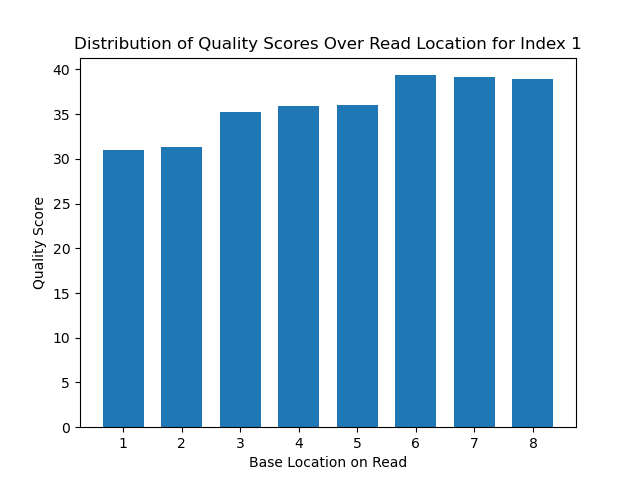 Distribution of Quality Scores Over Read Location for Index 1
40
35
30
25
20
15
10
5
0
Quality Score
1 2 3 4 5 6 7 8
Base Location on Read